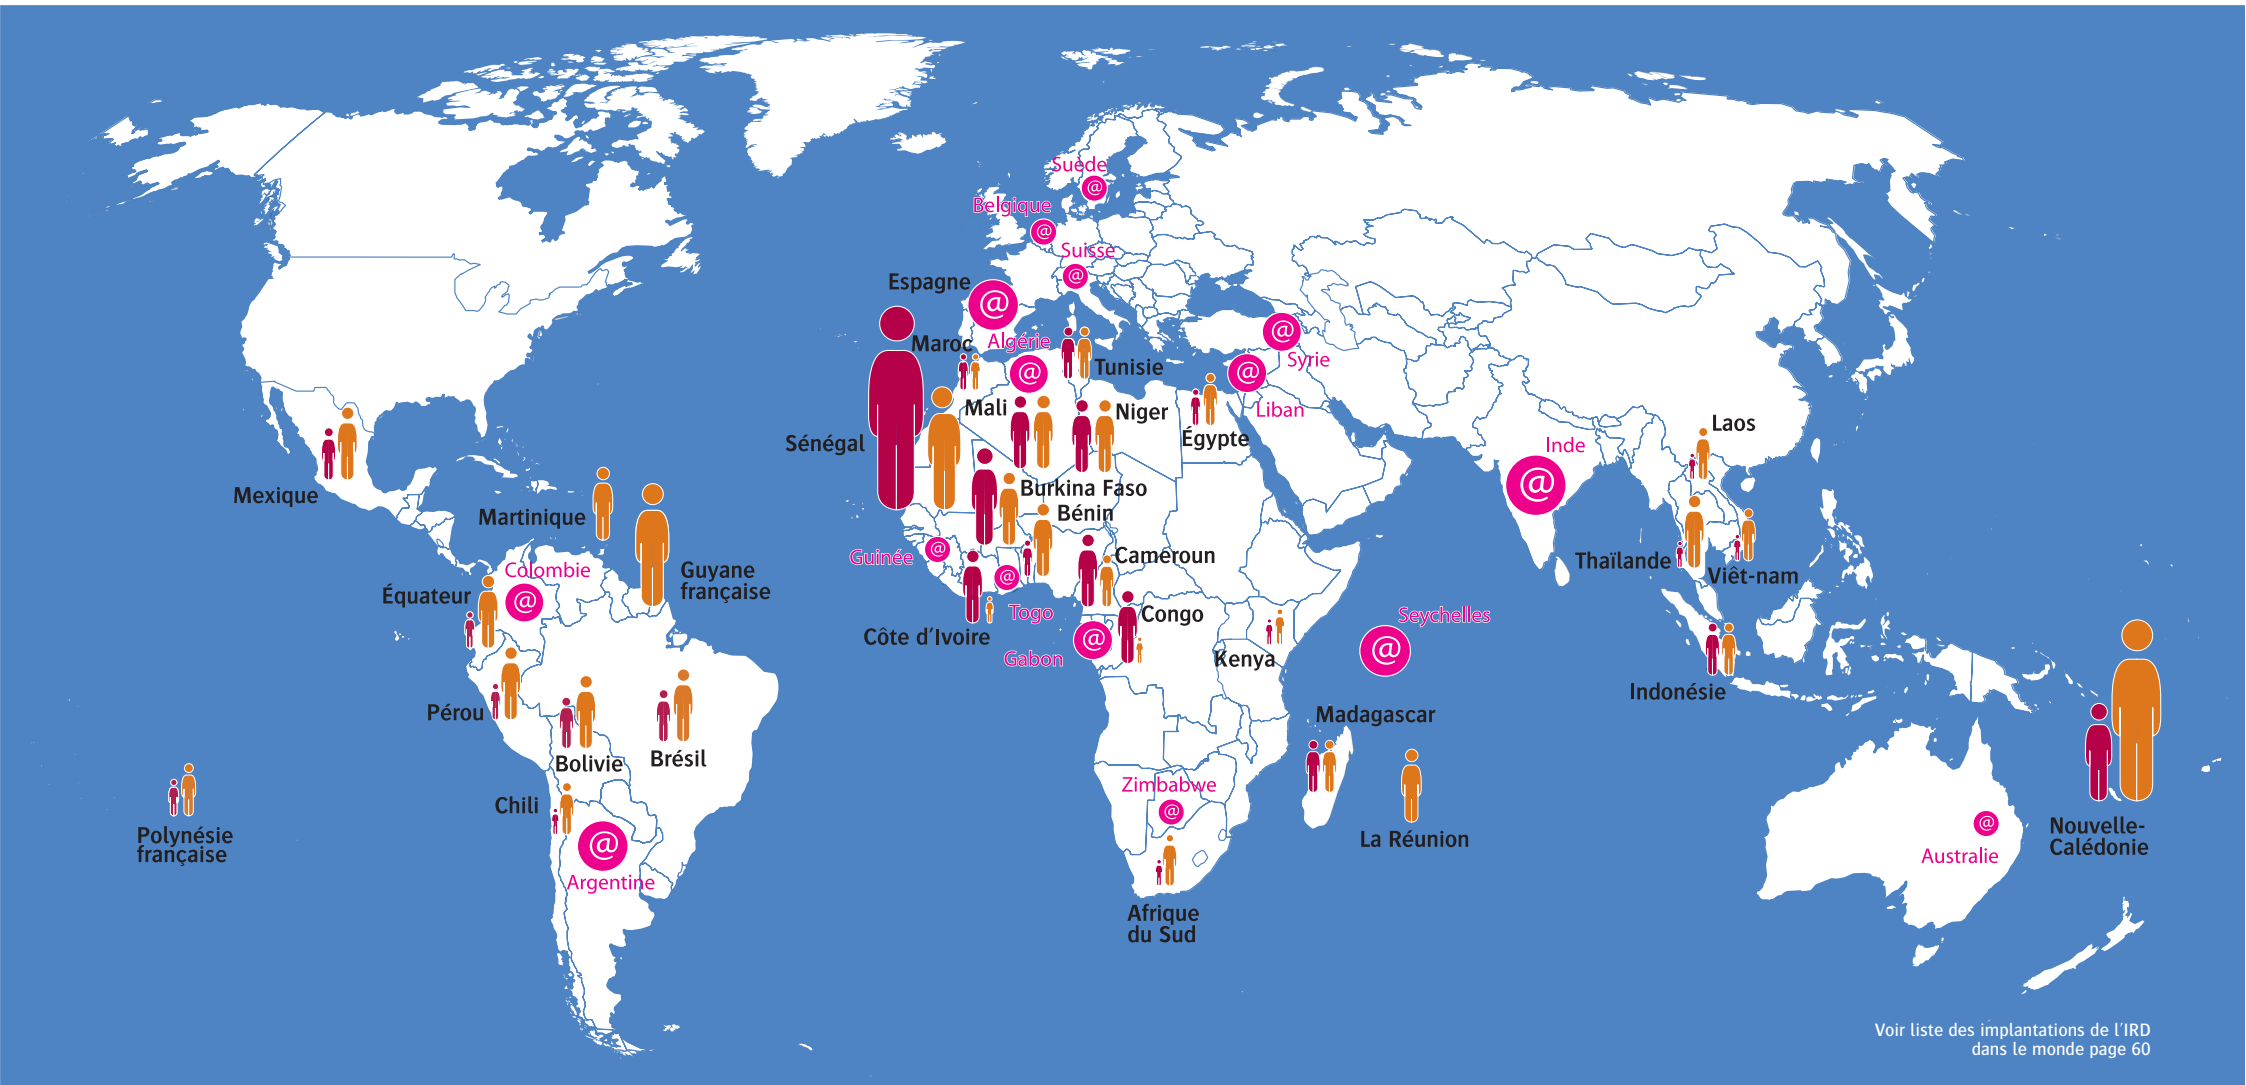 Suède
@
Belgique
@
Suisse
@
Espagne
@
Maroc
Algérie
@
Tunisie
@
Syrie
@
Liban
Mali
Niger
Égypte
Sénégal
Laos
Inde
@
Mexique
Martinique
Burkina Faso
Bénin
Guinée
@
Cameroun
Thaïlande
Viêt-nam
Colombie
@
Guyane
française
Équateur
@
Togo
Côte d'Ivoire
Congo
@
Gabon
Kenya
Seychelles
@
Indonésie
Pérou
Madagascar
Bolivie
Brésil
Zimbabwe
@
Chili
Polynésie
française
@
Argentine
La Réunion
@
Australie
Nouvelle-
Calédonie
Afrique
du Sud
Voir liste des implantations de l'IRD
dans le monde page 60